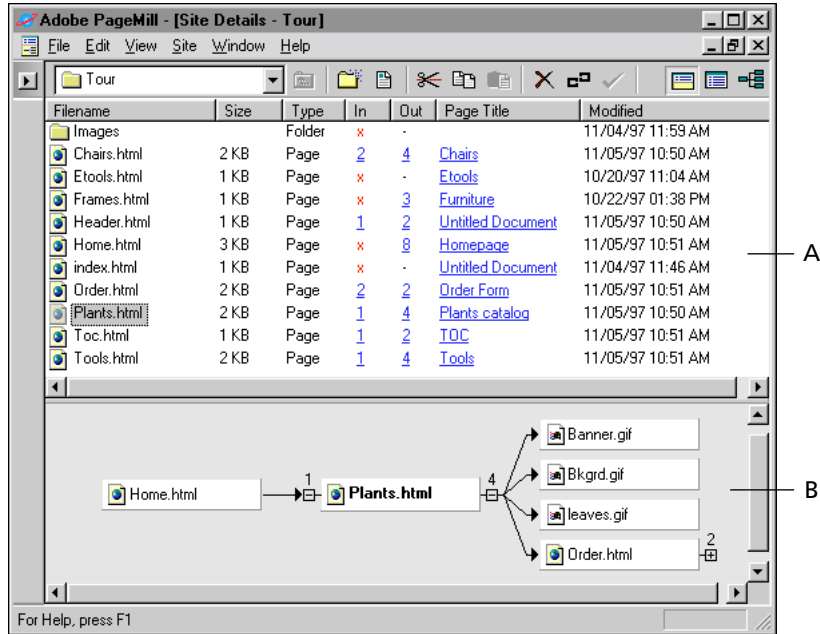 Adobe PageMill - [Site Details - Tour]
File Edit View Site Window Help
Tour
Filename Size Type In Out Page Title Modified
Images Folder x - 11/04/97 11:59 AM
Chairs.html 2 KB Page 2 4 Chairs 11/05/97 10:50 AM
Etools.html 1 KB Page x - Etools 10/20/97 11:04 AM
Frames.html 1 KB Page x 3 Furniture 10/22/97 01:38 PM
Header.html 1 KB Page 1 2 Untitled Document 11/05/97 10:50 AM
Home.html 3 KB Page x 8 Homepage 11/05/97 10:51 AM
index.html 1 KB Page x - Untitled Document 11/04/97 11:46 AM
Order.html 2 KB Page 2 2 Order Form 11/05/97 10:51 AM
Plants.html 2 KB Page 1 4 Plants catalog 11/05/97 10:50 AM
Toc.html 1 KB Page 1 2 TOC 11/05/97 10:51 AM
Tools.html 2 KB Page 1 4 Tools 11/05/97 10:51 AM
A
Home.html
1
Plants.html
4
Banner.gif
Bkgrd.gif
leaves.gif
Order.html
2
B
For Help, press F1